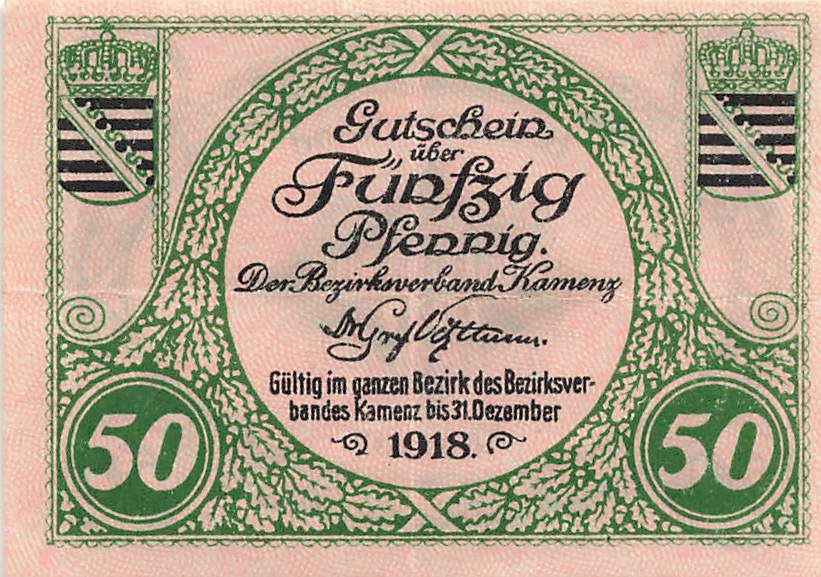 Gutschein
über
Fünfzig
Pfennig.
Der Bezirksverband Kamenz
Gültig im ganzen Bezirk des Bezirksver-
bandes Kamenz bis 31. Dezember
1918.
50
50